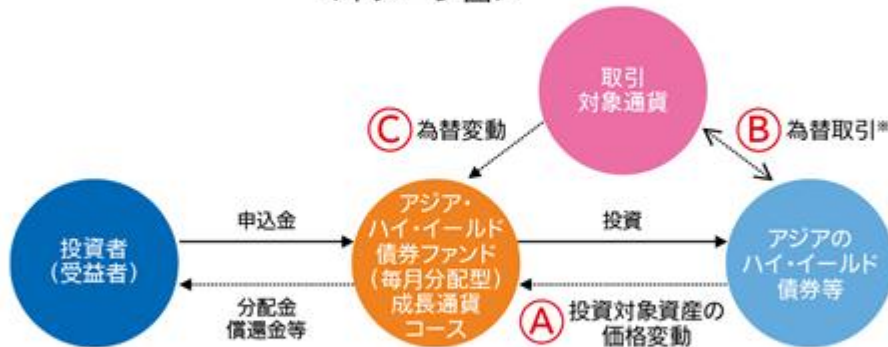 取引
対象通貨
Ⓒ 為替変動
Ⓑ 為替取引※
投資者
(受益者)
申込金
分配金
償還金等
アジア・
ハイ・イールド
債券ファンド
(毎月分配型)
成長通貨
コース
投資
Ⓐ 投資対象資産の
価格変動
アジアの
ハイ・イールド
債券等